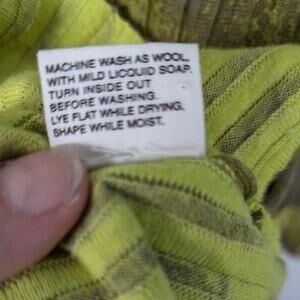 MACHINE WASH AS WOOL,
WITH MILD LICQUID SOAP.
TURN INSIDE OUT
BEFORE WASHING.
LYE FLAT WHILE DRYING,
SHAPE WHILE MOIST.